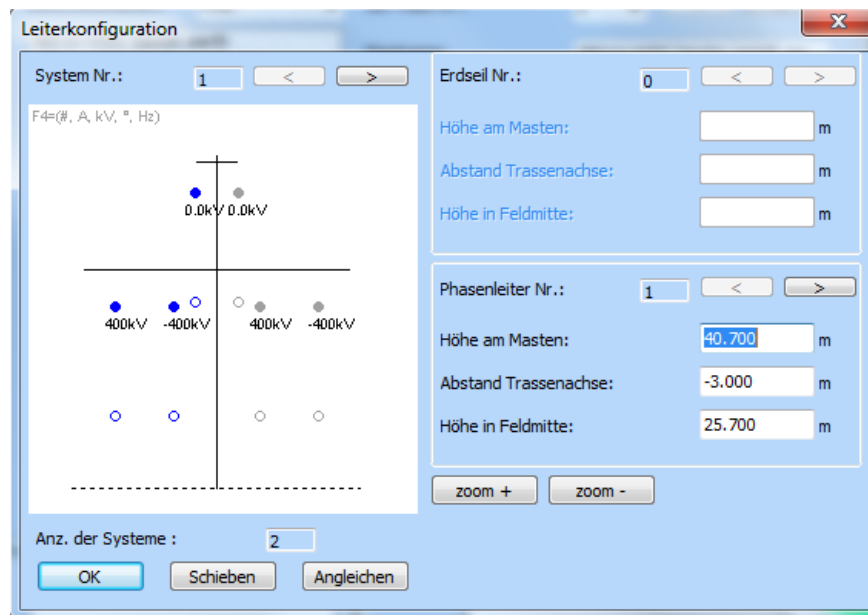 Leiterkonfiguration
System Nr.: 1 < >
F4=(#, A, kV, °, Hz)
0.0kV 0.0kV
400kV -400kV 400kV -400kV
Anz. der Systeme : 2
OK Schieben Angleichen
Erdseil Nr.: 0 < >
Höhe am Masten: m
Abstand Trassenachse: m
Höhe in Feldmitte: m
Phasenleiter Nr.: 1 < >
Höhe am Masten: 40.700 m
Abstand Trassenachse: -3.000 m
Höhe in Feldmitte: 25.700 m
zoom + zoom -